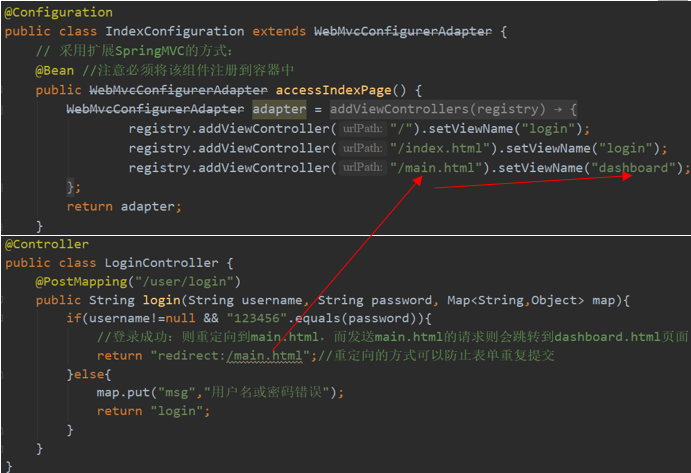 @Configuration
public class IndexConfiguration extends WebMvcConfigurerAdapter {
// 采用扩展SpringMVC的方式:
@Bean //注意必须将该组件注册到容器中
public WebMvcConfigurerAdapter accessIndexPage() {
WebMvcConfigurerAdapter adapter = addViewControllers(registry) → {
registry.addViewController( urlPath: "/").setViewName("login");
registry.addViewController( urlPath: "/index.html").setViewName("login");
registry.addViewController( urlPath: "/main.html").setViewName("dashboard");
};
return adapter;
}
@Controller
public class LoginController {
@PostMapping("/user/login")
public String login(String username, String password, Map<String,Object> map){
if(username!=null && "123456".equals(password)){
//登录成功: 则重定向到main.html, 而发送main.html的请求则会跳转到dashboard.html页面
return "redirect:/main.html";//重定向的方式可以防止表单重复提交
}else{
map.put("msg","用户名或密码错误");
return "login";
}
}
}